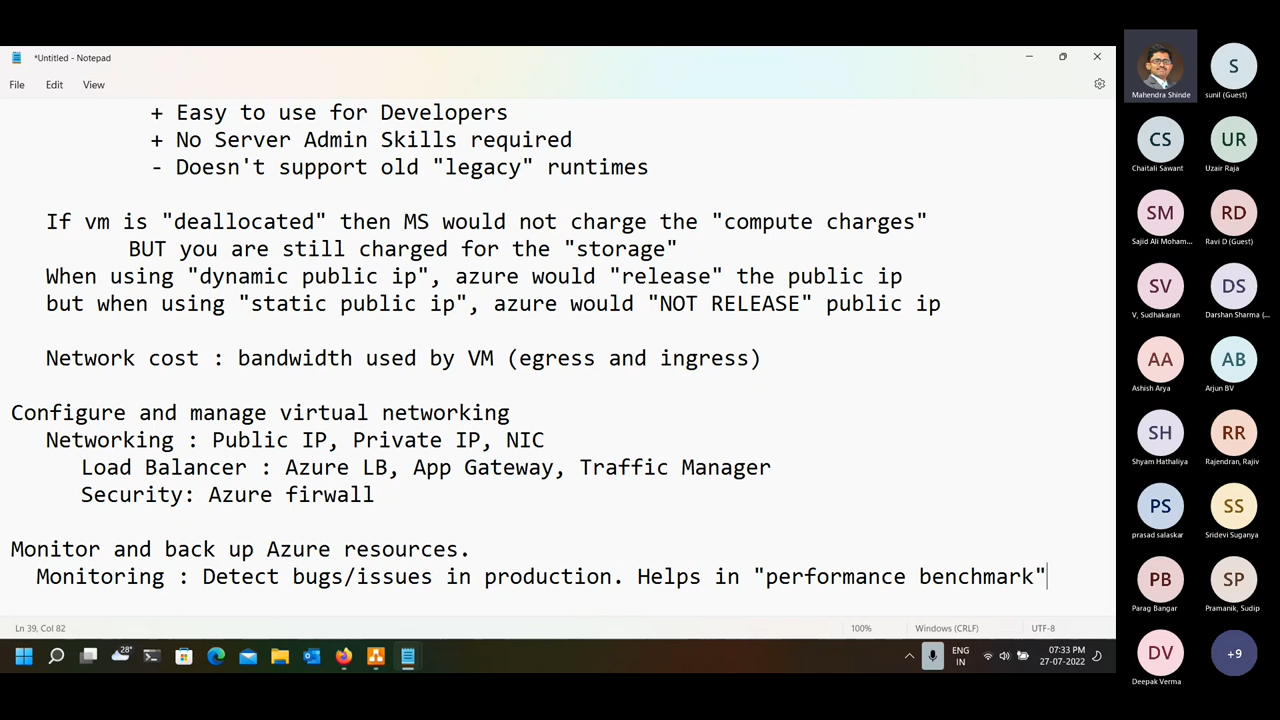 *Untitled - Notepad
File Edit View
+ Easy to use for Developers
+ No Server Admin Skills required
- Doesn't support old "legacy" runtimes
If vm is "deallocated" then MS would not charge the "compute charges"
BUT you are still charged for the "storage"
When using "dynamic public ip", azure would "release" the public ip
but when using "static public ip", azure would "NOT RELEASE" public ip
Network cost : bandwidth used by VM (egress and ingress)
Configure and manage virtual networking
Networking : Public IP, Private IP, NIC
Load Balancer : Azure LB, App Gateway, Traffic Manager
Security: Azure firwall
Monitor and back up Azure resources.
Monitoring : Detect bugs/issues in production. Helps in "performance benchmark"
Ln 39, Col 82
100%
Windows (CRLF)
UTF-8
28°
ENG
IN
07:33 PM
27-07-2022
Mahendra Shinde
S
sunil (Guest)
CS
Chaitali Sawant
UR
Uzair Raja
SM
Sajid Ali Moham...
RD
Ravi D (Guest)
SV
V, Sudhakaran
DS
Darshan Sharma (...
AA
Ashish Arya
AB
Arjun BV
SH
Shyam Hathaliya
RR
Rajendran, Rajiv
PS
prasad salaskar
SS
Sridevi Suganya
PB
Parag Bangar
SP
Pramanik, Sudip
DV
Deepak Verma
+9